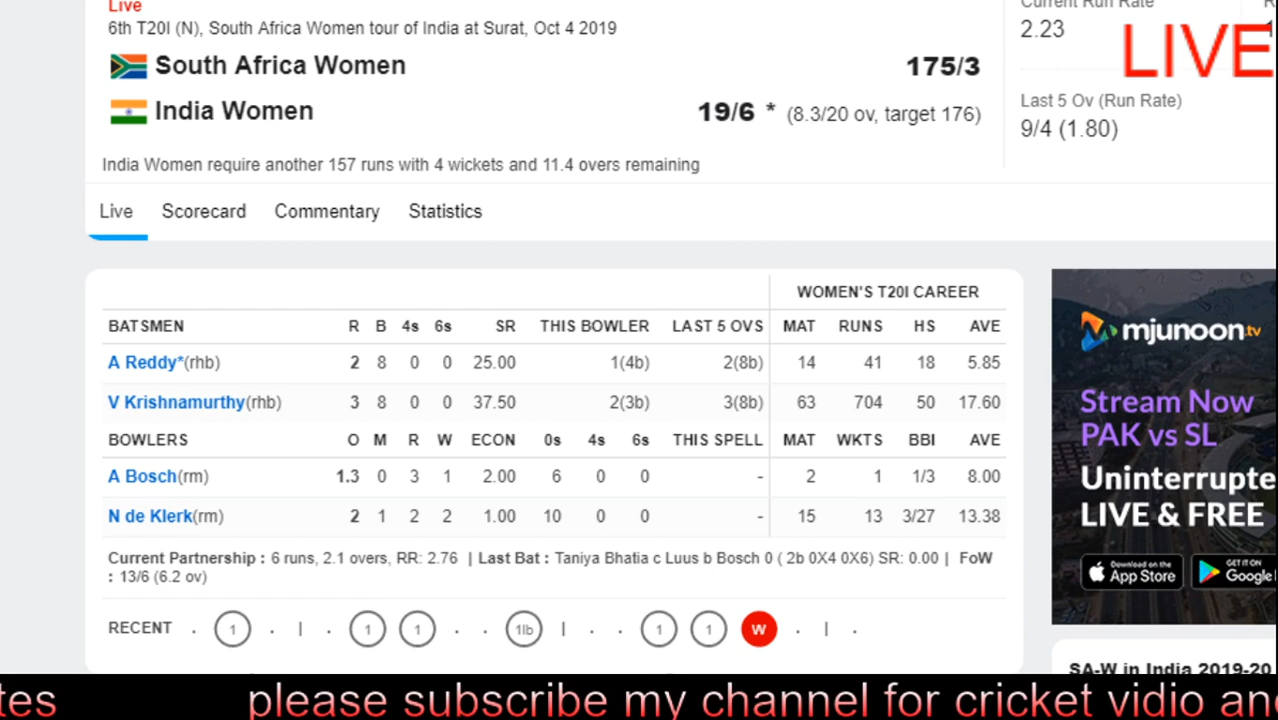 Live
6th T20I (N), South Africa Women tour of India at Surat, Oct 4 2019
South Africa Women 175/3
India Women 19/6 * (8.3/20 ov, target 176)
India Women require another 157 runs with 4 wickets and 11.4 overs remaining
Current Run Rate
2.23
LIVE
Last 5 Ov (Run Rate)
9/4 (1.80)
Live Scorecard Commentary Statistics
WOMEN'S T20I CAREER
BATSMEN R B 4s 6s SR THIS BOWLER LAST 5 OVS MAT RUNS HS AVE
A Reddy*(rhb) 2 8 0 0 25.00 1(4b) 2(8b) 14 41 18 5.85
V Krishnamurthy(rhb) 3 8 0 0 37.50 2(3b) 3(8b) 63 704 50 17.60
BOWLERS O M R W ECON 0s 4s 6s THIS SPELL MAT WKTS BBI AVE
A Bosch(rm) 1.3 0 3 1 2.00 6 0 0 - 2 1 1/3 8.00
N de Klerk(rm) 2 1 2 2 1.00 10 0 0 - 15 13 3/27 13.38
Current Partnership : 6 runs, 2.1 overs, RR: 2.76 | Last Bat : Taniya Bhatia c Luus b Bosch 0 ( 2b 0X4 0X6) SR: 0.00 | FoW
: 13/6 (6.2 ov)
RECENT . 1 . | . 1 1 . . 1lb | . . 1 1 W . | .
mjunoon.tv
Stream Now
PAK vs SL
Uninterrupte
LIVE & FREE
Download on the
App Store
GET IT ON
Google
SA-W in India 2019-20
tes please subscribe my channel for cricket vidio and